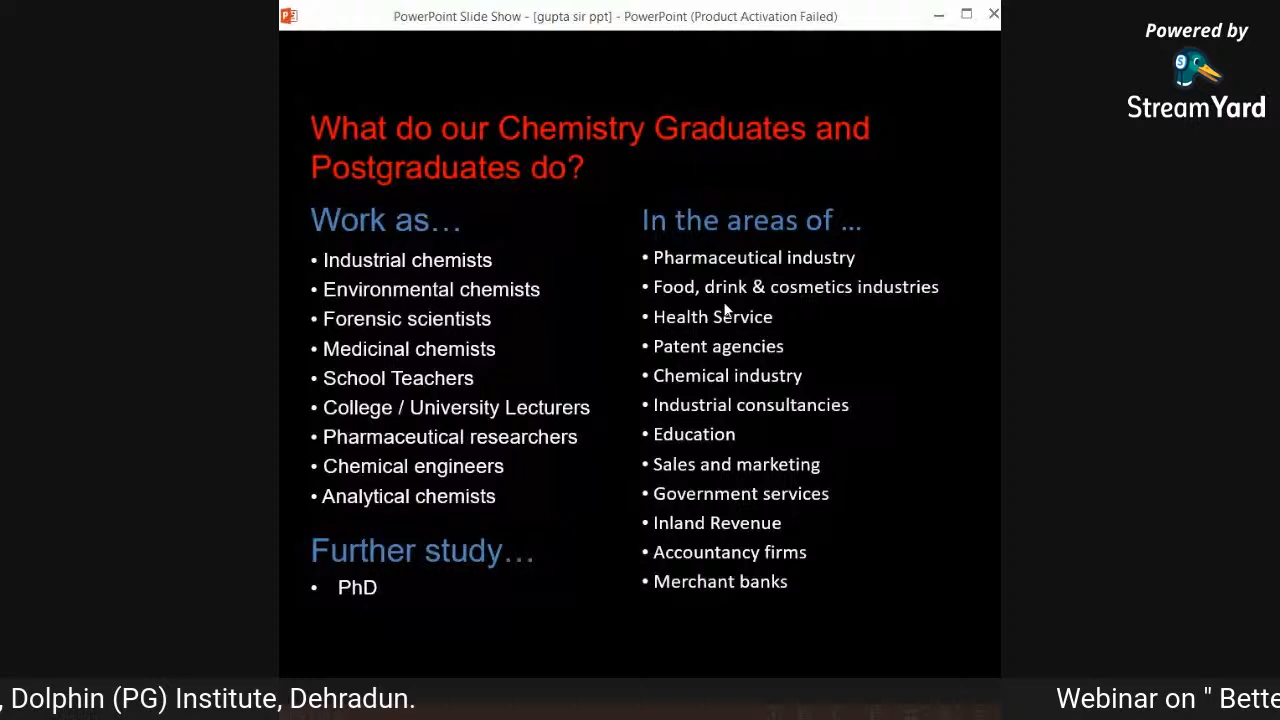 PowerPoint Slide Show - [gupta sir ppt] - PowerPoint (Product Activation Failed)
Powered by
StreamYard
What do our Chemistry Graduates and
Postgraduates do?
Work as…
• Industrial chemists
• Environmental chemists
• Forensic scientists
• Medicinal chemists
• School Teachers
• College / University Lecturers
• Pharmaceutical researchers
• Chemical engineers
• Analytical chemists
Further study…
• PhD
In the areas of …
• Pharmaceutical industry
• Food, drink & cosmetics industries
• Health Service
• Patent agencies
• Chemical industry
• Industrial consultancies
• Education
• Sales and marketing
• Government services
• Inland Revenue
• Accountancy firms
• Merchant banks
, Dolphin (PG) Institute, Dehradun.
Webinar on " Bette